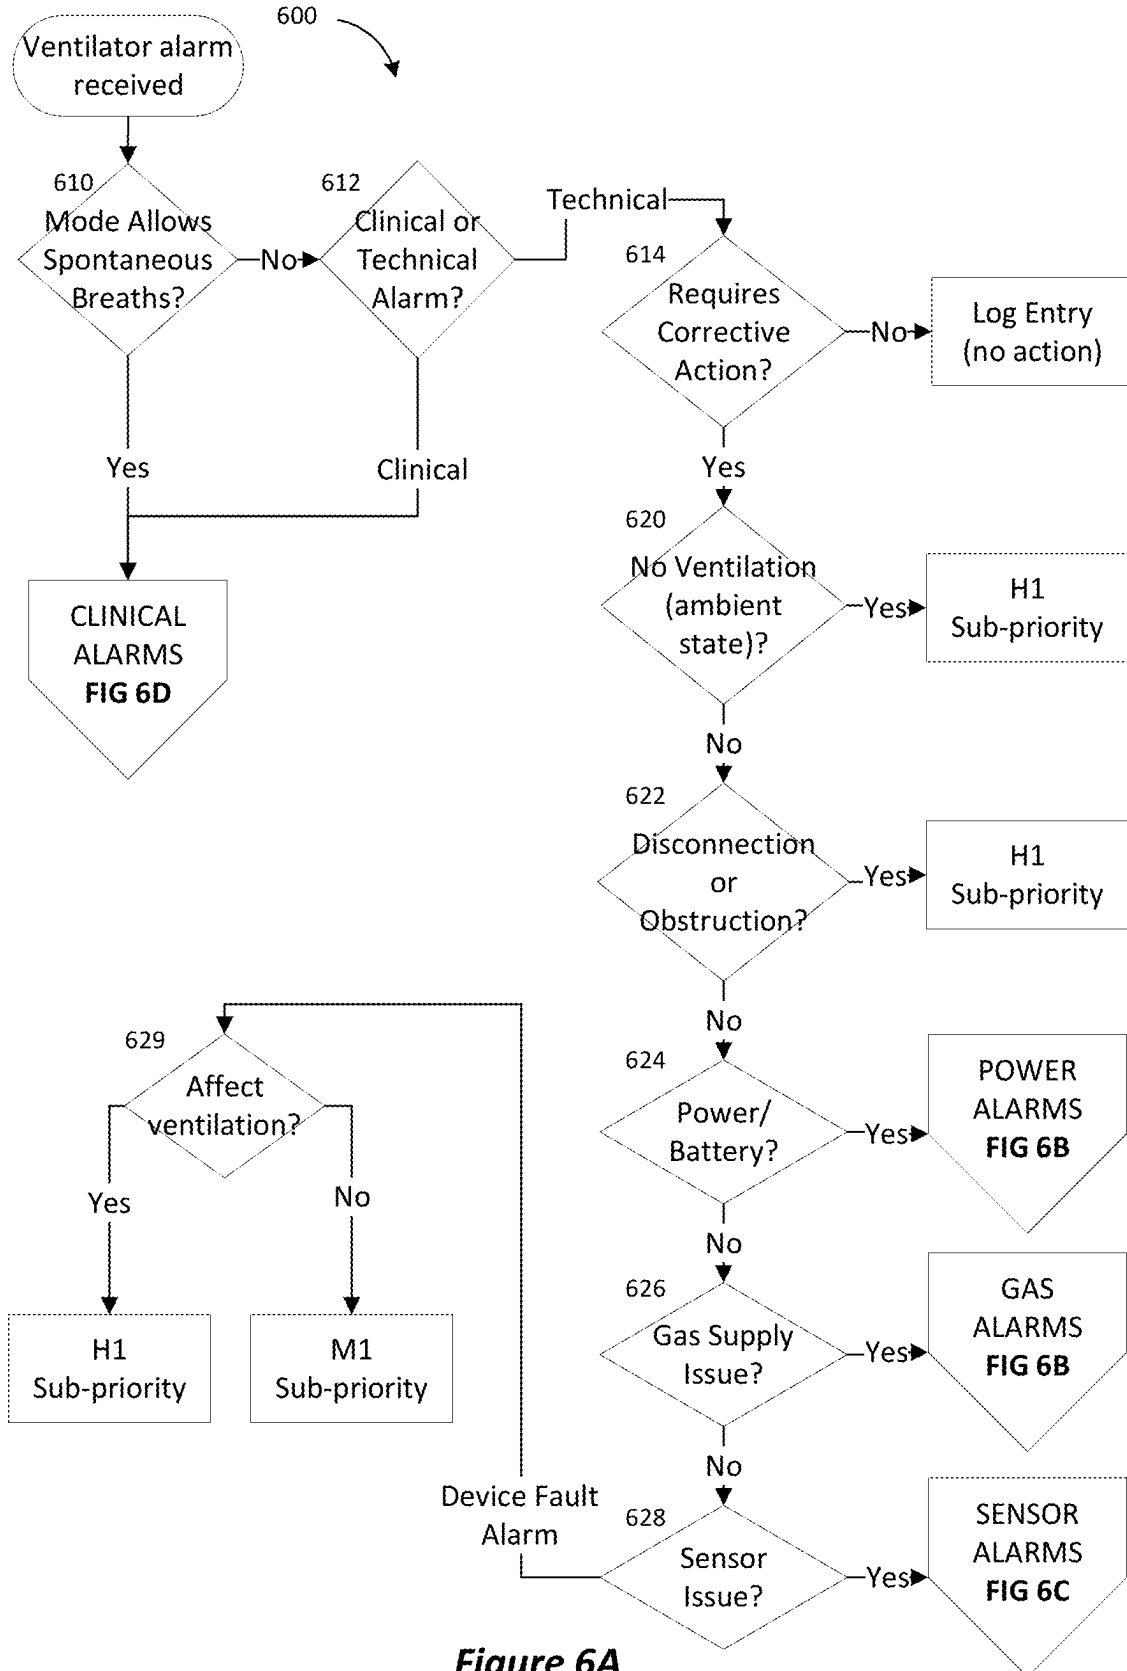 600
Ventilator alarm
received
610
Mode Allows
Spontaneous
Breaths?
No
612
Clinical or
Technical
Alarm?
Technical
614
Requires
Corrective
Action?
No
Log Entry
(no action)
Yes
Clinical
Yes
CLINICAL
ALARMS
FIG 6D
620
No Ventilation
(ambient
state)?
Yes
H1
Sub-priority
No
622
Disconnection
or
Obstruction?
Yes
H1
Sub-priority
No
624
Power/
Battery?
Yes
POWER
ALARMS
FIG 6B
No
626
Gas Supply
Issue?
Yes
GAS
ALARMS
FIG 6B
No
628
Sensor
Issue?
Yes
SENSOR
ALARMS
FIG 6C
Device Fault
Alarm
629
Affect
ventilation?
Yes
No
H1
Sub-priority
M1
Sub-priority
Figure 6A